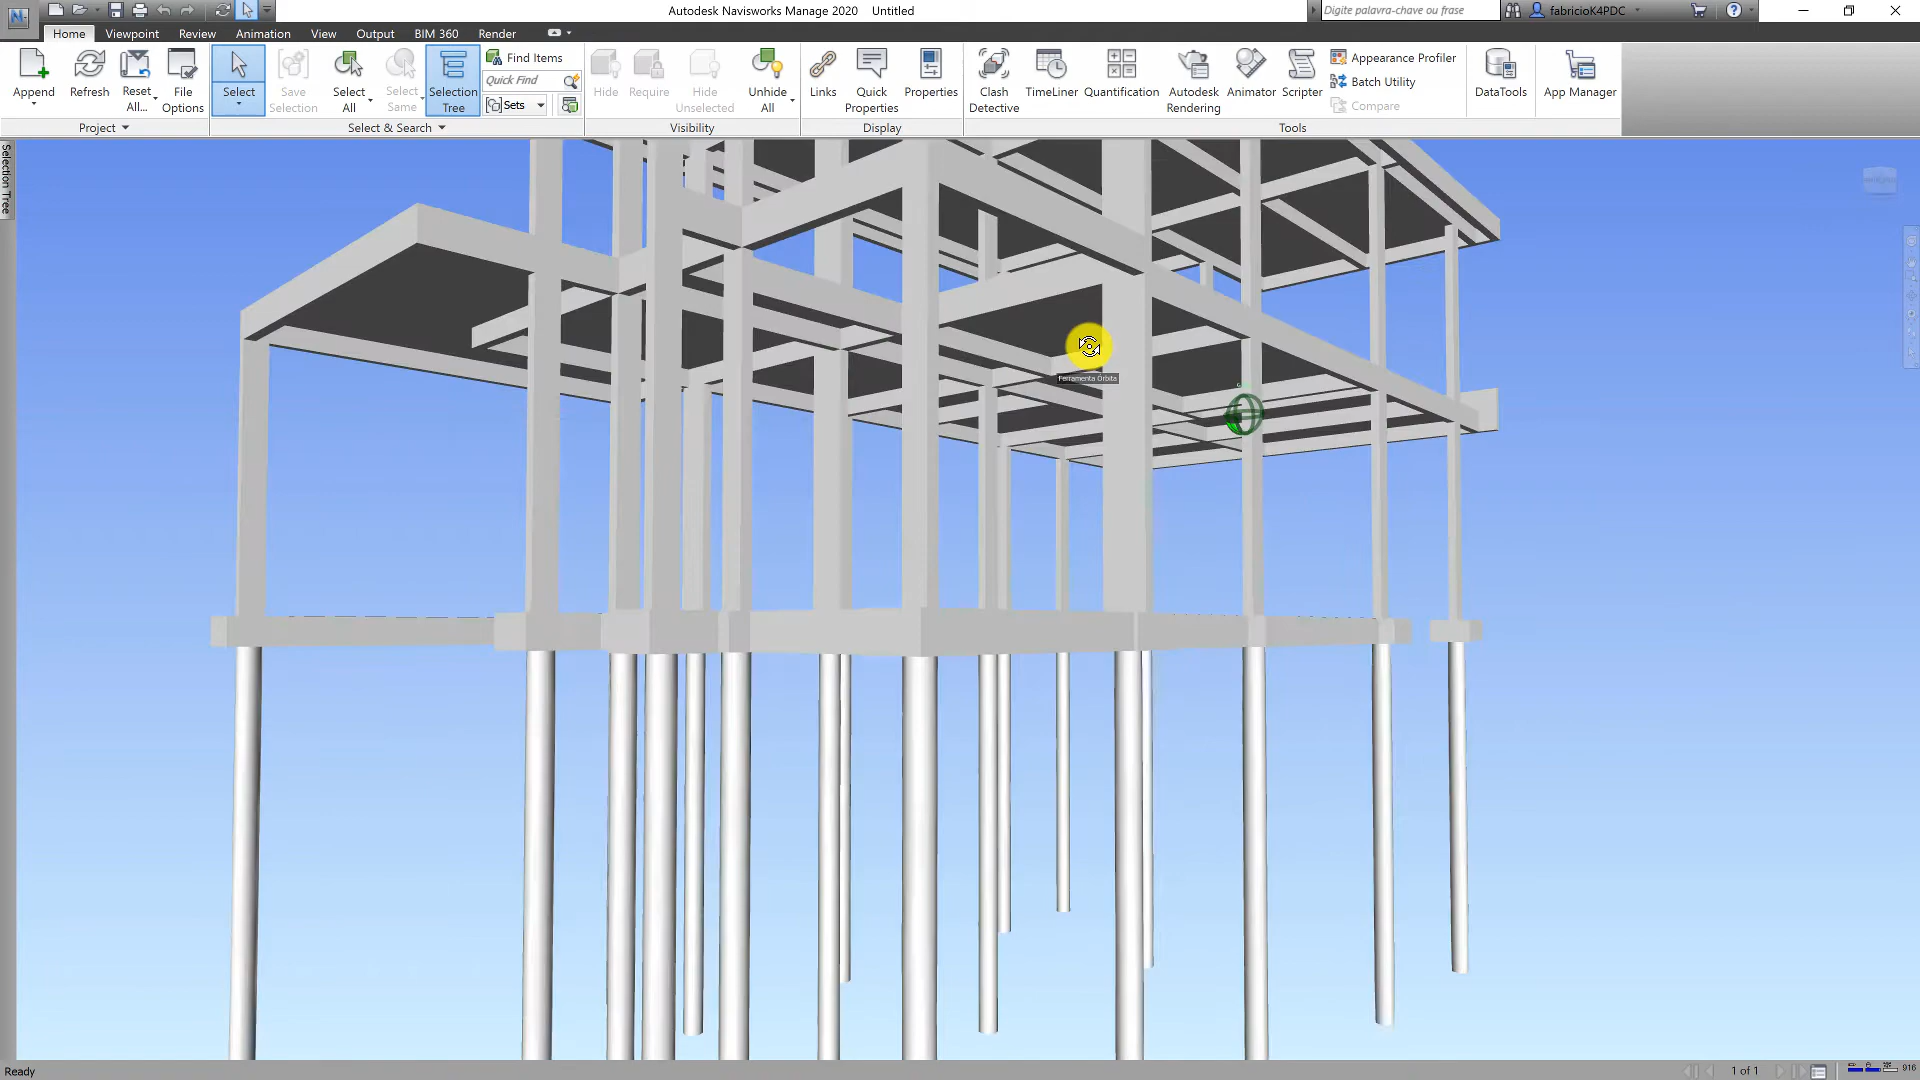 Autodesk Navisworks Manage 2020 Untitled
Digite palavra-chave ou frase
fabricioK4PDC
Home Viewpoint Review Animation View Output BIM 360 Render
Append
Refresh
Reset All...
File Options
Project
Select
Save Selection
Select All
Select Same
Selection Tree
Find Items
Quick Find
Sets
Select & Search
Hide
Require
Hide Unselected
Unhide All
Visibility
Links
Quick Properties
Properties
Display
Clash Detective
TimeLiner
Quantification
Autodesk Rendering
Animator
Scripter
Appearance Profiler
Batch Utility
Compare
Tools
DataTools
App Manager
Selection Tree
Ferramenta Órbita
Ready
1 of 1
916